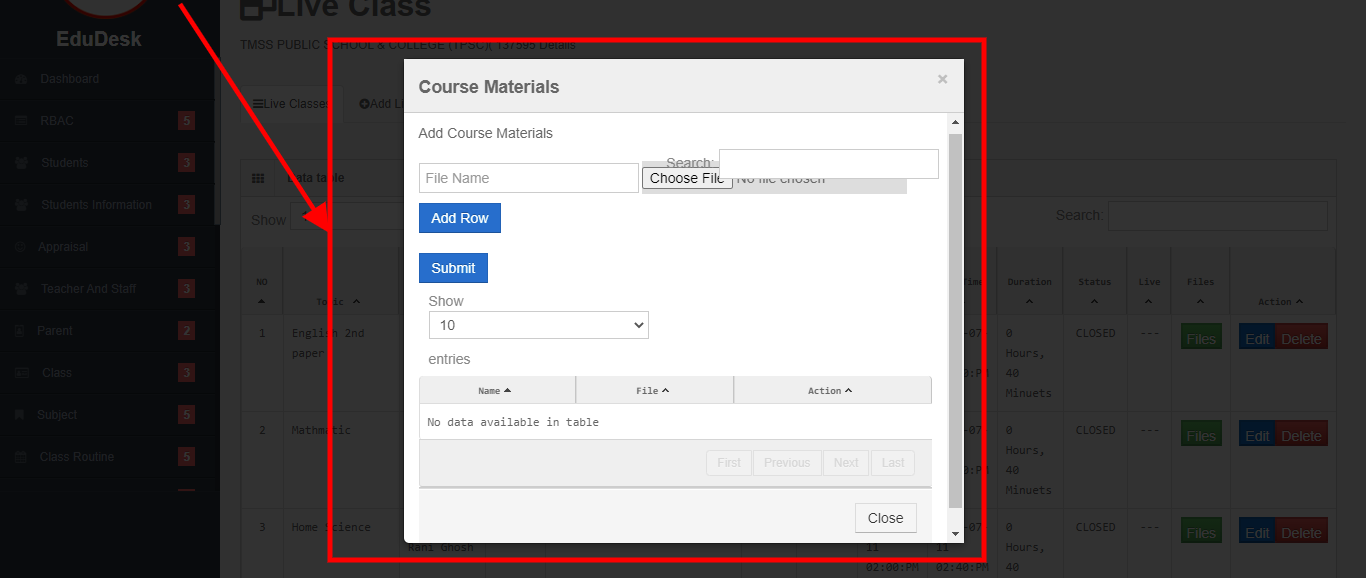 Live Class
EduDesk
TMSS PUBLIC SCHOOL & COLLEGE (TPSC)( 137595 Details
Dashboard
RBAC 5
Students 3
Students Information 3
Appraisal 3
Teacher And Staff 3
Parent 2
Class 3
Subject 5
Class Routine 5
Live Classes
Add Li
Data table
Show
Search:
Course Materials
×
Add Course Materials
Search:
File Name
Choose File No file chosen
Add Row
Submit
Show
10
entries
Name File Action
No data available in table
First Previous Next Last
Close
NO Topic Time Duration Status Live Files Action
1 English 2nd paper -07 0 Hours, 40 Minuets CLOSED --- Files Edit Delete
2 Mathmatic -07 0 Hours, 40 Minuets CLOSED --- Files Edit Delete
3 Home Science -07 0 Hours, 40 CLOSED --- Files Edit Delete
Rani Ghosh 11 11
02:00:PM 02:40:PM